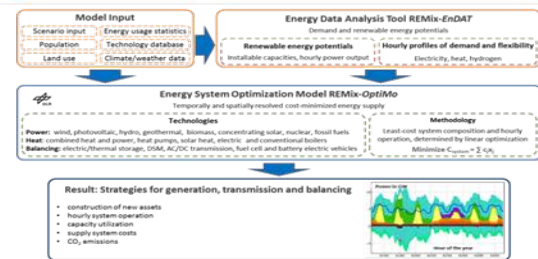 Model Input
Scenario input
Energy usage statistics
Population
Technology database
Land use
Climate/weather data
Energy Data Analysis Tool REMix-EnDAT
Demand and renewable energy potentials
Renewable energy potentials
Installable capacities, hourly power output
Hourly profiles of demand and flexibility
Electricity, heat, hydrogen
DLR
Energy System Optimization Model REMix-OptiMo
Temporally and spatially resolved cost-minimized energy supply
Technologies
Power: wind, photovoltaic, hydro, geothermal, biomass, concentrating solar, nuclear, fossil fuels
Heat: combined heat and power, heat pumps, solar heat, electric and conventional boilers
Balancing: electric/thermal storage, DSM, AC/DC transmission, fuel cell and battery electric vehicles
Methodology
Least-cost system composition and hourly
operation, determined by linear optimization
Result: Strategies for generation, transmission and balancing
• construction of new assets
• hourly system operation
• capacity utilization
• supply system costs
• CO₂ emissions
Power in GW
Hour of the year